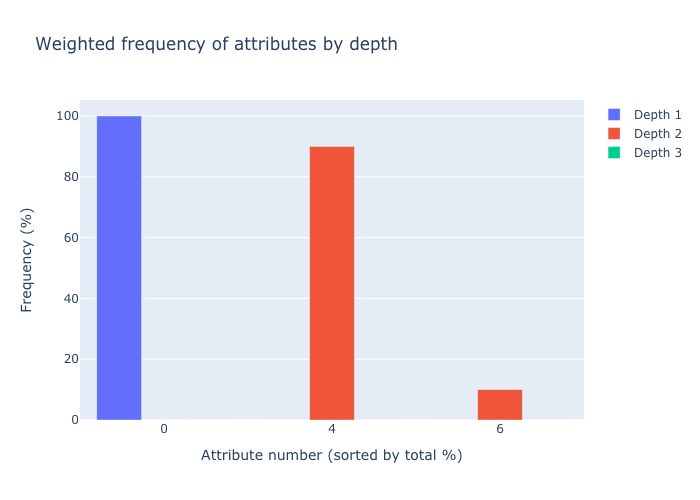 Weighted frequency of attributes by depth
Depth 1
Depth 2
Depth 3
100
80
60
40
20
0
Frequency (%)
0 4 6
Attribute number (sorted by total %)